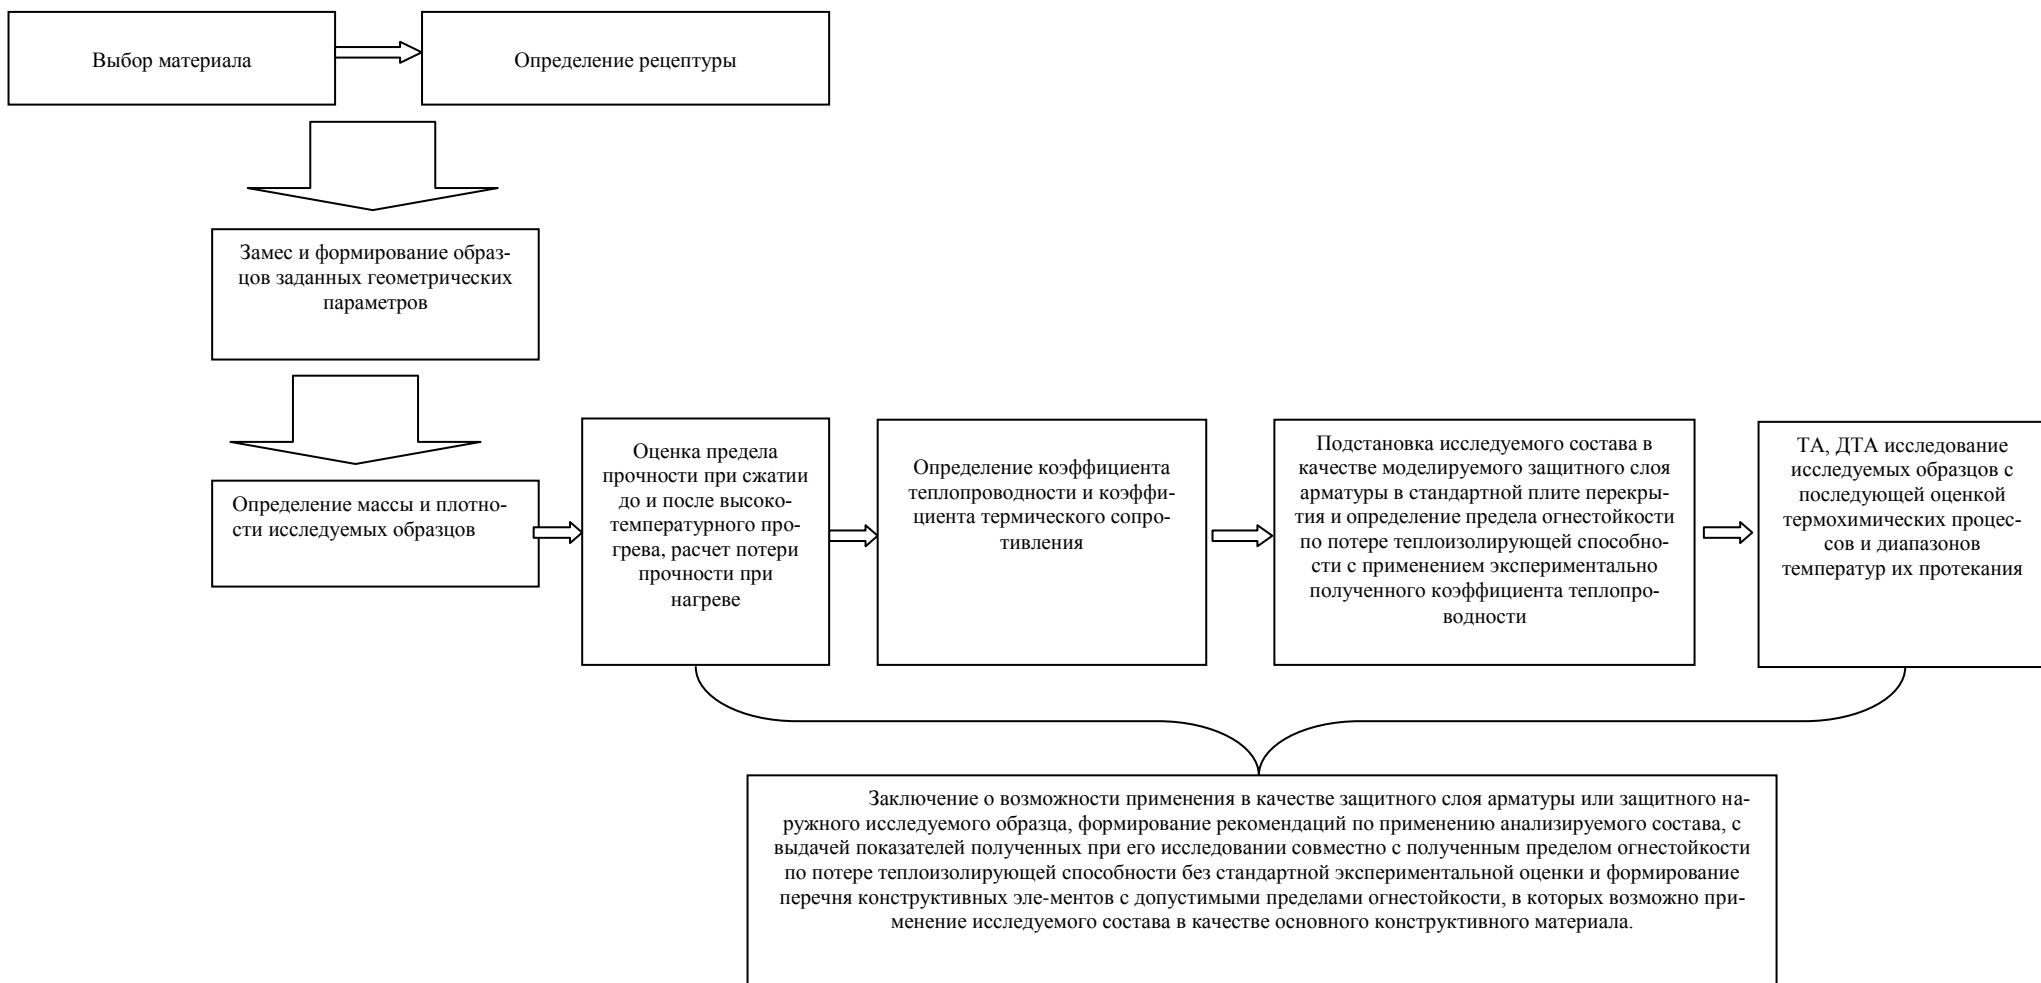 Выбор материала
Определение рецептуры
Замес и формирование образ-
цов заданных геометрических
параметров
Определение массы и плотно-
сти исследуемых образцов
Оценка предела
прочности при сжатии
до и после высоко-
температурного про-
грева, расчет потери
прочности при
нагреве
Определение коэффициента
теплопроводности и коэффи-
циента термического сопро-
тивления
Подстановка исследуемого состава в
качестве моделируемого защитного слоя
арматуры в стандартной плите перекры-
тия и определение предела огнестойкости
по потере теплоизолирующей способно-
сти с применением экспериментально
полученного коэффициента теплопро-
водности
ТА, ДТА исследование
исследуемых образцов с
последующей оценкой
термохимических процес-
сов и диапазонов
температур их протекания
Заключение о возможности применения в качестве защитного слоя арматуры или защитного на-
ружного исследуемого образца, формирование рекомендаций по применению анализируемого состава, с
выдачей показателей полученных при его исследовании совместно с полученным пределом огнестойкости
по потере теплоизолирующей способности без стандартной экспериментальной оценки и формирование
перечня конструктивных эле-ментов с допустимыми пределами огнестойкости, в которых возможно при-
менение исследуемого состава в качестве основного конструктивного материала.